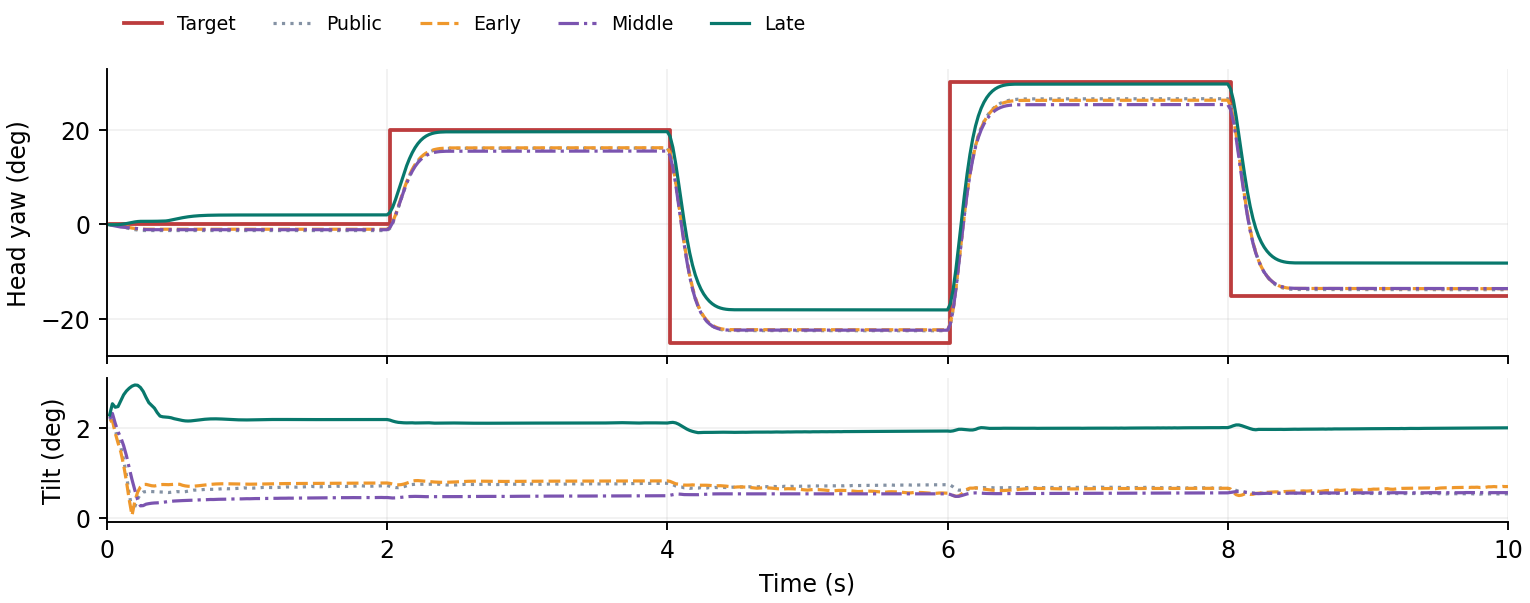 Target Public Early Middle Late
Head yaw (deg)
20
0
−20
Tilt (deg)
2
0
0 2 4 6 8 10
Time (s)